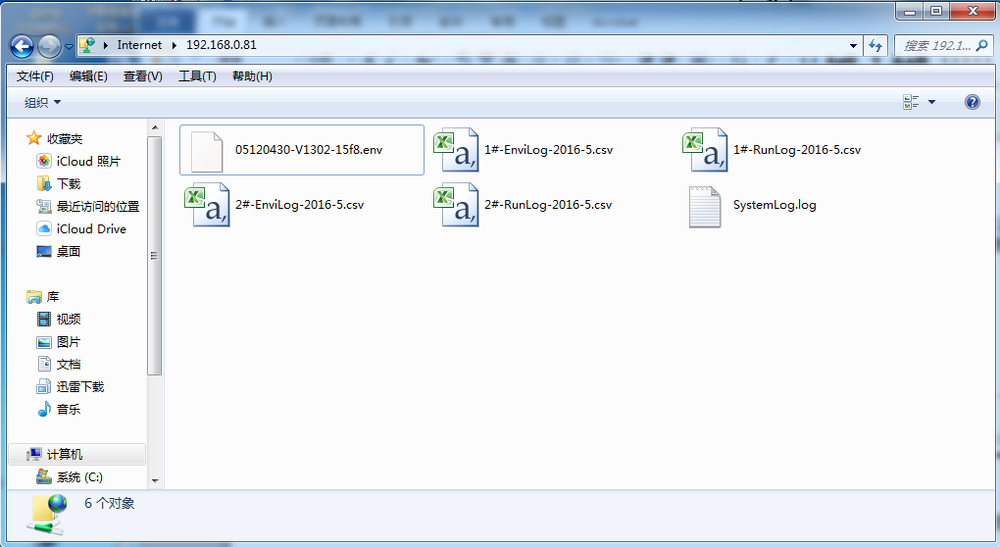 Internet 192.168.0.81
搜索 192.1...
文件(F) 编辑(E) 查看(V) 工具(T) 帮助(H)
组织
收藏夹
iCloud 照片
下载
最近访问的位置
iCloud Drive
桌面
库
视频
图片
文档
迅雷下载
音乐
计算机
系统 (C:)
05120430-V1302-15f8.env
1#-EnviLog-2016-5.csv
1#-RunLog-2016-5.csv
2#-EnviLog-2016-5.csv
2#-RunLog-2016-5.csv
SystemLog.log
6 个对象